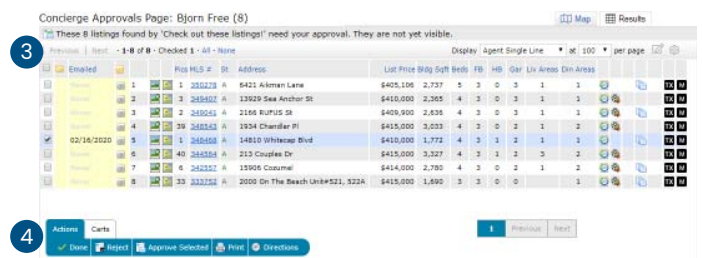 Concierge Approvals Page: Bjorn Free (8)
Map Results
These 8 listings found by 'Check out these listings!' need your approval. They are not yet visible.
3
Previous Next · 1-8 of 8 · Checked 1 · All · None Display Agent Single Line at 100 per page
Emailed Pics MLS # St Address List Price Bldg Sqft Beds FB HB Gar Liv Areas Din Areas
1 1 350278 A 6421 Aikman Lane $405,106 2,737 5 3 0 3 1 1 TX M
2 3 349407 A 13929 Sea Anchor St $410,000 2,365 4 3 0 3 1 TX M
3 2 349041 A 2166 RUFUS St $409,900 2,636 4 3 0 3 1 1 TX M
4 39 348543 A 1934 Chandler Pl $415,000 3,033 4 3 0 2 1 2 TX M
02/16/2020 5 1 348468 A 14810 Whitecap Blvd $410,000 1,772 4 3 1 2 1 1 TX M
6 40 344564 A 213 Couples Dr $415,000 3,327 4 3 1 2 3 2 TX M
7 6 342557 A 15906 Cozumel $414,000 2,780 4 3 0 2 1 2 TX M
8 33 333752 A 2000 On The Beach Unit#521, 522A $415,000 1,690 3 3 0 0 1 TX M
4
Actions Carts 1 Previous Next
Done Reject Approve Selected Print Directions